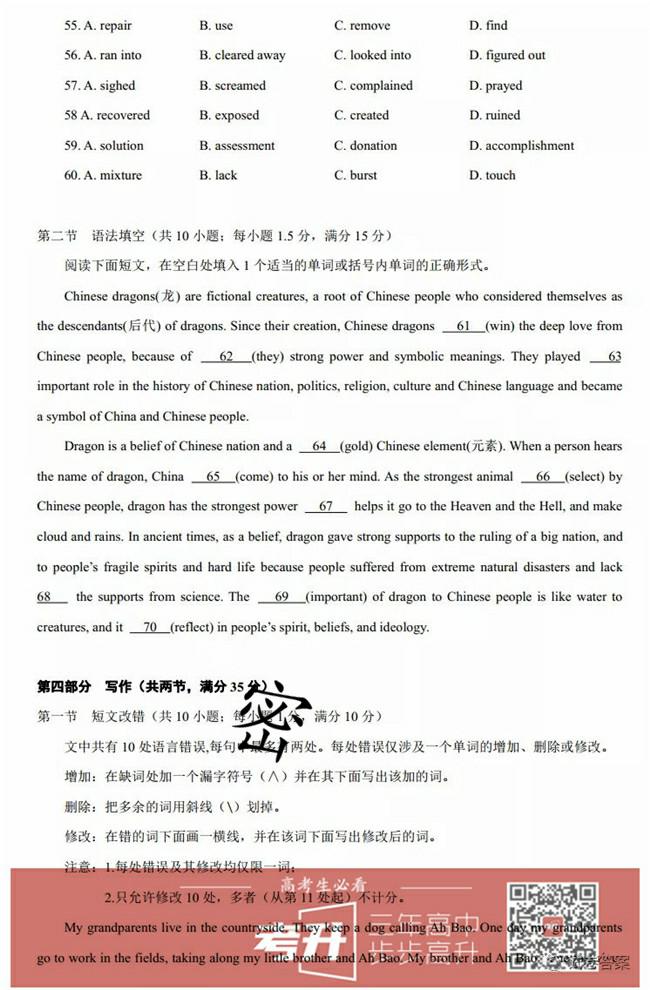 55. A. repair B. use C. remove D. find
56. A. ran into B. cleared away C. looked into D. figured out
57. A. sighed B. screamed C. complained D. prayed
58 A. recovered B. exposed C. created D. ruined
59. A. solution B. assessment C. donation D. accomplishment
60. A. mixture B. lack C. burst D. touch
第二节 语法填空（共 10 小题；每小题 1.5 分，满分 15 分）
阅读下面短文，在空白处填入 1 个适当的单词或括号内单词的正确形式。
Chinese dragons(龙) are fictional creatures, a root of Chinese people who considered themselves as
the descendants(后代) of dragons. Since their creation, Chinese dragons 61 (win) the deep love from
Chinese people, because of 62 (they) strong power and symbolic meanings. They played 63
important role in the history of Chinese nation, politics, religion, culture and Chinese language and became
a symbol of China and Chinese people.
Dragon is a belief of Chinese nation and a 64 (gold) Chinese element(元素). When a person hears
the name of dragon, China 65 (come) to his or her mind. As the strongest animal 66 (select) by
Chinese people, dragon has the strongest power 67 helps it go to the Heaven and the Hell, and make
cloud and rains. In ancient times, as a belief, dragon gave strong supports to the ruling of a big nation, and
to people's fragile spirits and hard life because people suffered from extreme natural disasters and lack
68 the supports from science. The 69 (important) of dragon to Chinese people is like water to
creatures, and it 70 (reflect) in people's spirit, beliefs, and ideology.
第四部分 写作（共两节，满分 35 分）
密
第一节 短文改错（共 10 小题；每小题 1 分，满分 10 分）
文中共有 10 处语言错误,每句中最多有两处。每处错误仅涉及一个单词的增加、删除或修改。
增加：在缺词处加一个漏字符号（∧）并在其下面写出该加的词。
删除：把多余的词用斜线（\）划掉。
修改：在错的词下面画一横线，并在该词下面写出修改后的词。
注意：1.每处错误及其修改均仅限一词；
高考生必看
2.只允许修改 10 处，多者（从第 11 处起）不计分。
考升 三年高中 步步高升
My grandparents live in the countryside. They keep a dog calling Ah Bao. One day my grandparents
go to work in the fields, taking along my little brother and Ah Bao. My brother and Ah Bao
答案